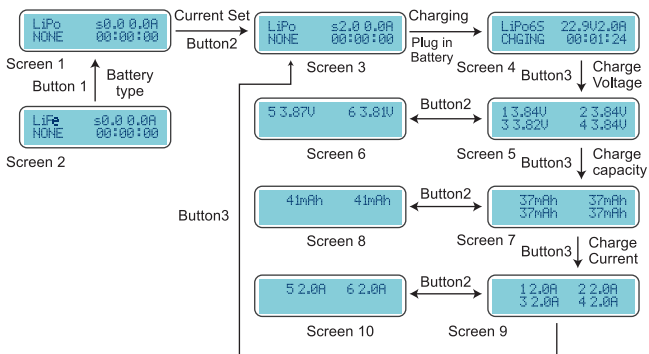 LiPo s0.0 0.0A
NONE 00:00:00
Screen 1
Current Set
Button2
LiPo s2.0 0.0A
NONE 00:00:00
Screen 3
Charging
Plug in
Battery
LiPo6S 22.9V2.0A
CHGING 00:01:24
Screen 4
Button 1
Battery
type
LiFe s0.0 0.0A
NONE 00:00:00
Screen 2
Button3
Charge
Voltage
5 3.87V 6 3.81V
Screen 6
Button2
1 3.84V 2 3.84V
3 3.82V 4 3.84V
Screen 5
Button3
Charge
capacity
Button3
41mAh 41mAh
Screen 8
Button2
37mAh 37mAh
37mAh 37mAh
Screen 7
Button3
Charge
Current
5 2.0A 6 2.0A
Screen 10
Button2
1 2.0A 2 2.0A
3 2.0A 4 2.0A
Screen 9